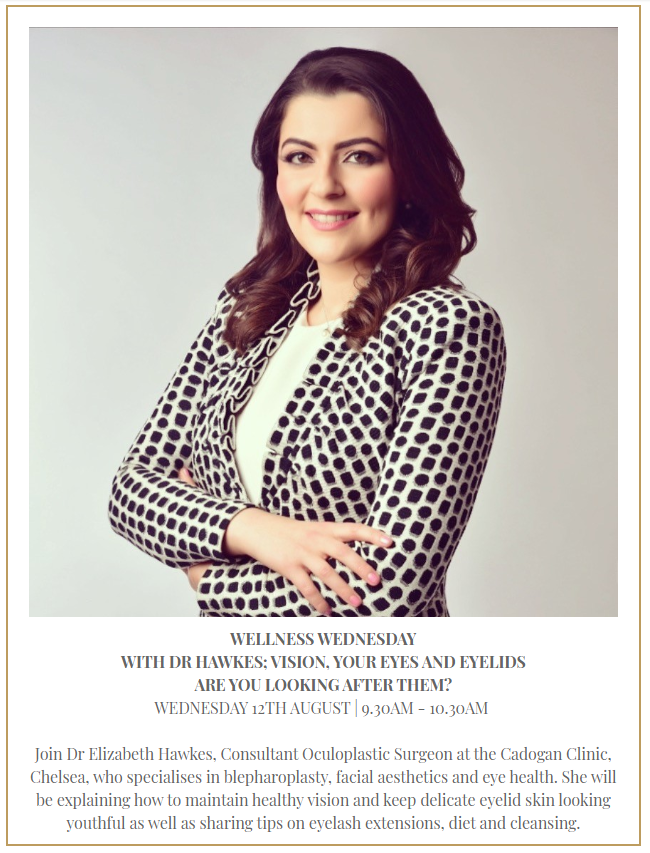 WELLNESS WEDNESDAY
WITH DR HAWKES; VISION, YOUR EYES AND EYELIDS
ARE YOU LOOKING AFTER THEM?
WEDNESDAY 12TH AUGUST | 9.30AM - 10.30AM
Join Dr Elizabeth Hawkes, Consultant Oculoplastic Surgeon at the Cadogan Clinic,
Chelsea, who specialises in blepharoplasty, facial aesthetics and eye health. She will
be explaining how to maintain healthy vision and keep delicate eyelid skin looking
youthful as well as sharing tips on eyelash extensions, diet and cleansing.